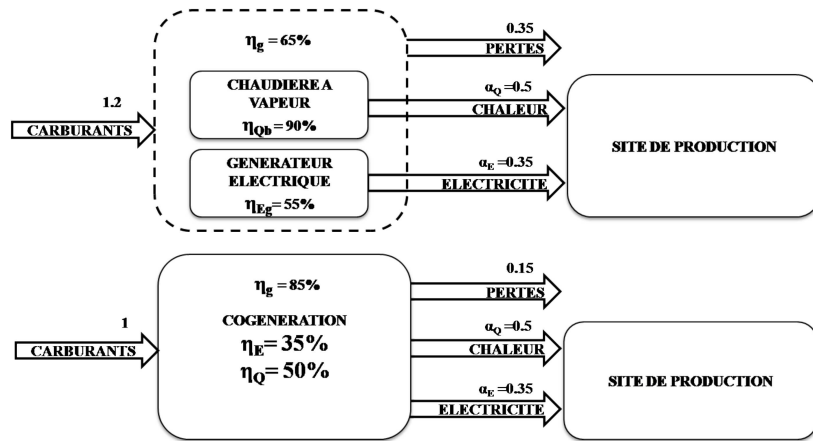 η_g = 65%
0.35
PERTES
CHAUDIERE A
VAPEUR
η_Qb = 90%
1.2
CARBURANTS
α_Q =0.5
CHALEUR
SITE DE PRODUCTION
GENERATEUR
ELECTRIQUE
η_Eg = 55%
α_E =0.35
ELECTRICITE
η_g = 85%
0.15
PERTES
COGENERATION
η_E = 35%
η_Q = 50%
1
CARBURANTS
α_Q =0.5
CHALEUR
SITE DE PRODUCTION
α_E =0.35
ELECTRICITE